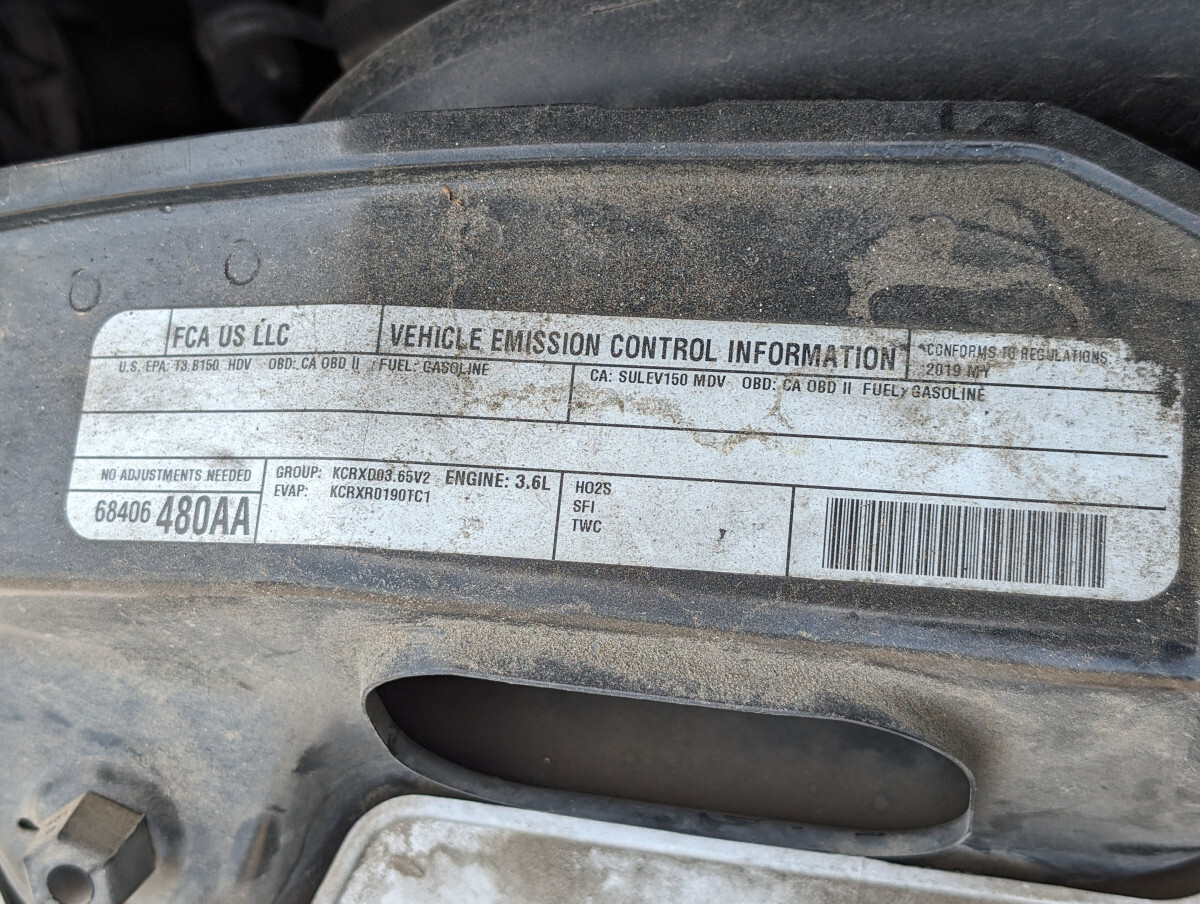 FCA US LLC
VEHICLE EMISSION CONTROL INFORMATION
CONFORMS TO REGULATIONS:
2019 MY
U.S. EPA: T3 B150 HDV OBD: CA OBD II FUEL: GASOLINE
CA: SULEV150 MDV OBD: CA OBD II FUEL: GASOLINE
NO ADJUSTMENTS NEEDED
68406 480AA
GROUP: KCRXD03.65V2 ENGINE: 3.6L
EVAP: KCRXR0190TC1
HO2S
SFI
TWC